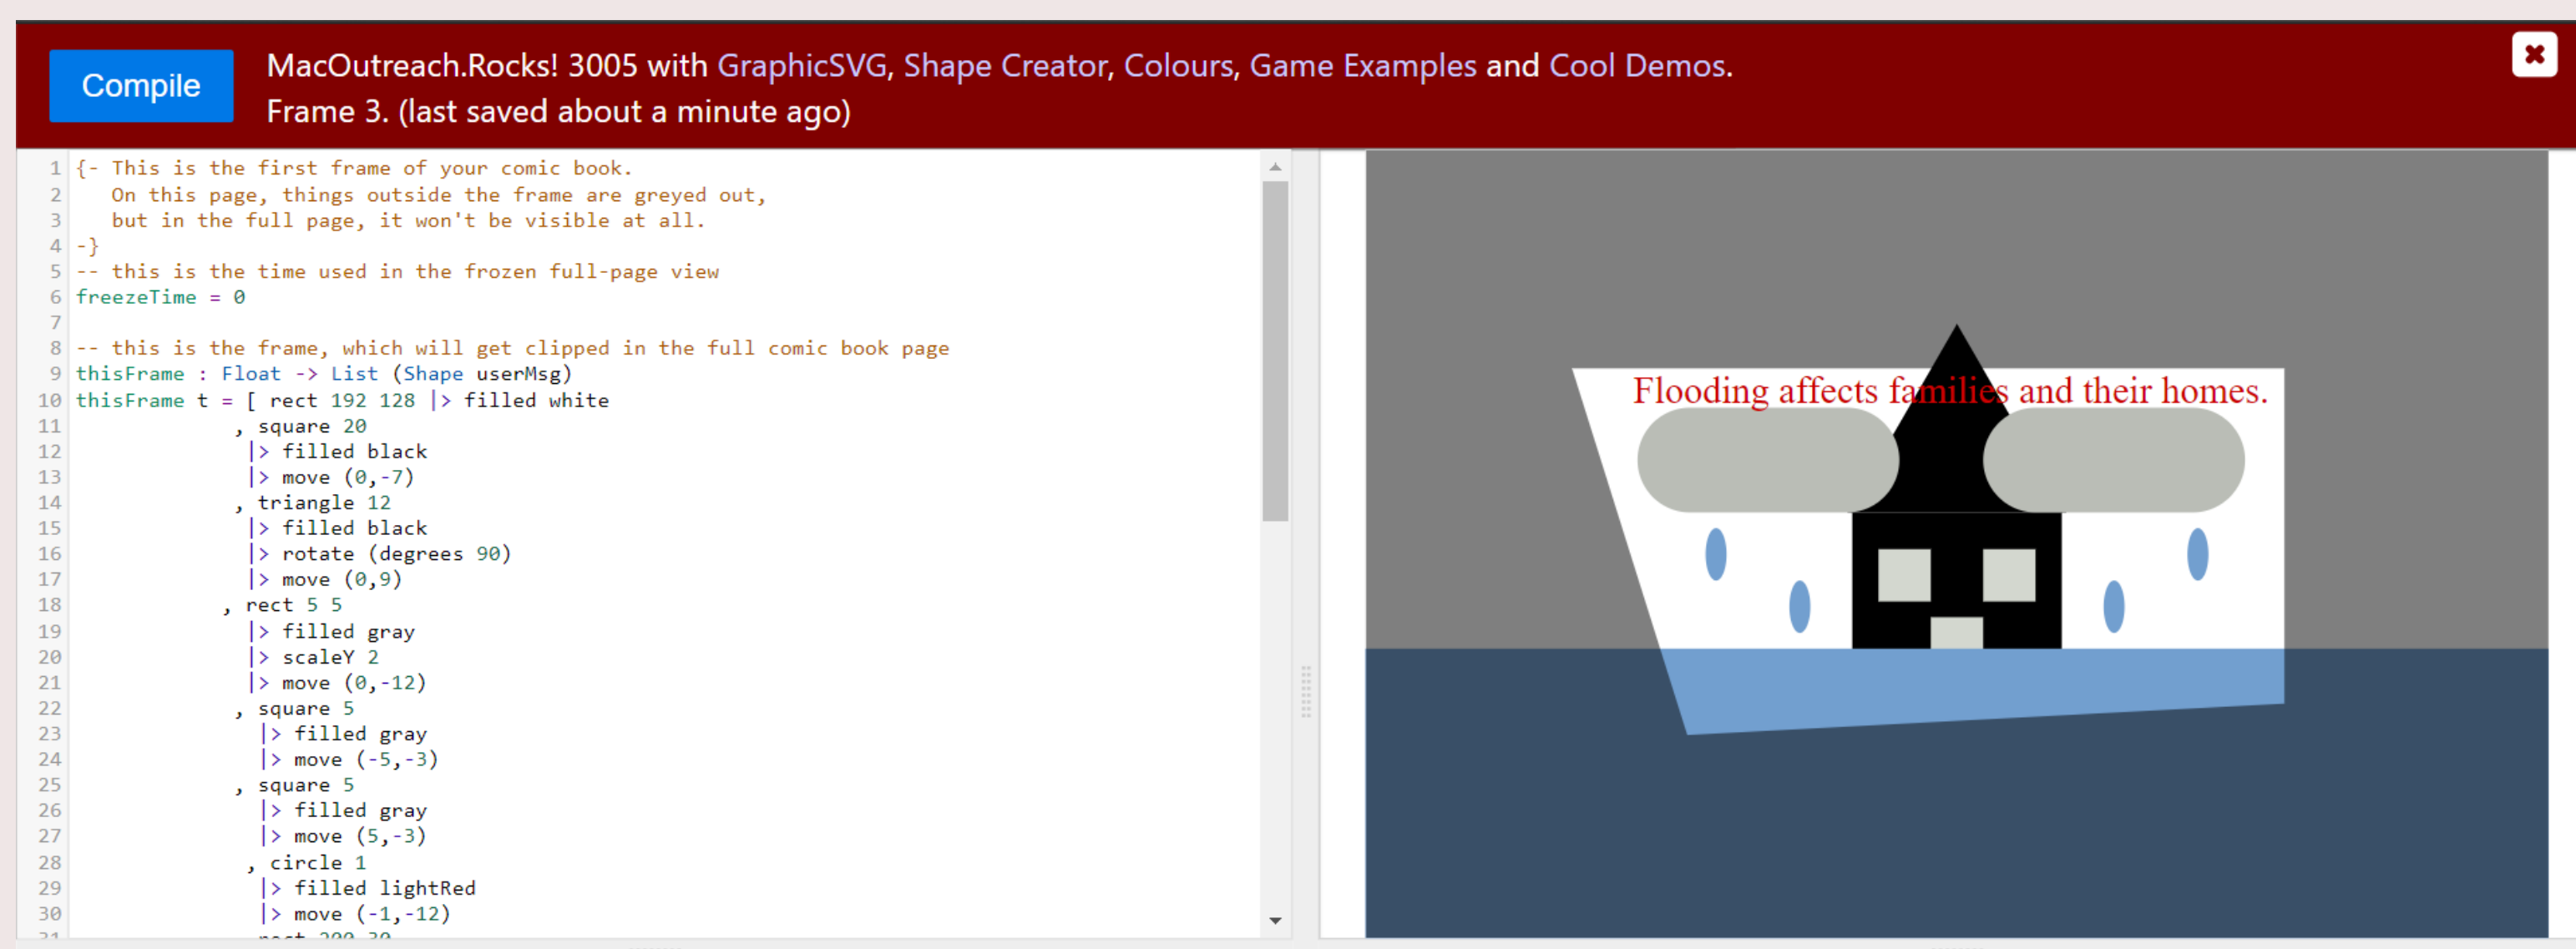 Compile
MacOutreach.Rocks! 3005 with GraphicSVG, Shape Creator, Colours, Game Examples and Cool Demos.
Frame 3. (last saved about a minute ago)
1 {- This is the first frame of your comic book.
2 On this page, things outside the frame are greyed out,
3 but in the full page, it won't be visible at all.
4 -}
5 -- this is the time used in the frozen full-page view
6 freezeTime = 0
7
8 -- this is the frame, which will get clipped in the full comic book page
9 thisFrame : Float -> List (Shape userMsg)
10 thisFrame t = [ rect 192 128 |> filled white
11 , square 20
12 |> filled black
13 |> move (0,-7)
14 , triangle 12
15 |> filled black
16 |> rotate (degrees 90)
17 |> move (0,9)
18 , rect 5 5
19 |> filled gray
20 |> scaleY 2
21 |> move (0,-12)
22 , square 5
23 |> filled gray
24 |> move (-5,-3)
25 , square 5
26 |> filled gray
27 |> move (5,-3)
28 , circle 1
29 |> filled lightRed
30 |> move (-1,-12)
31 rect 200 30
Flooding affects families and their homes.